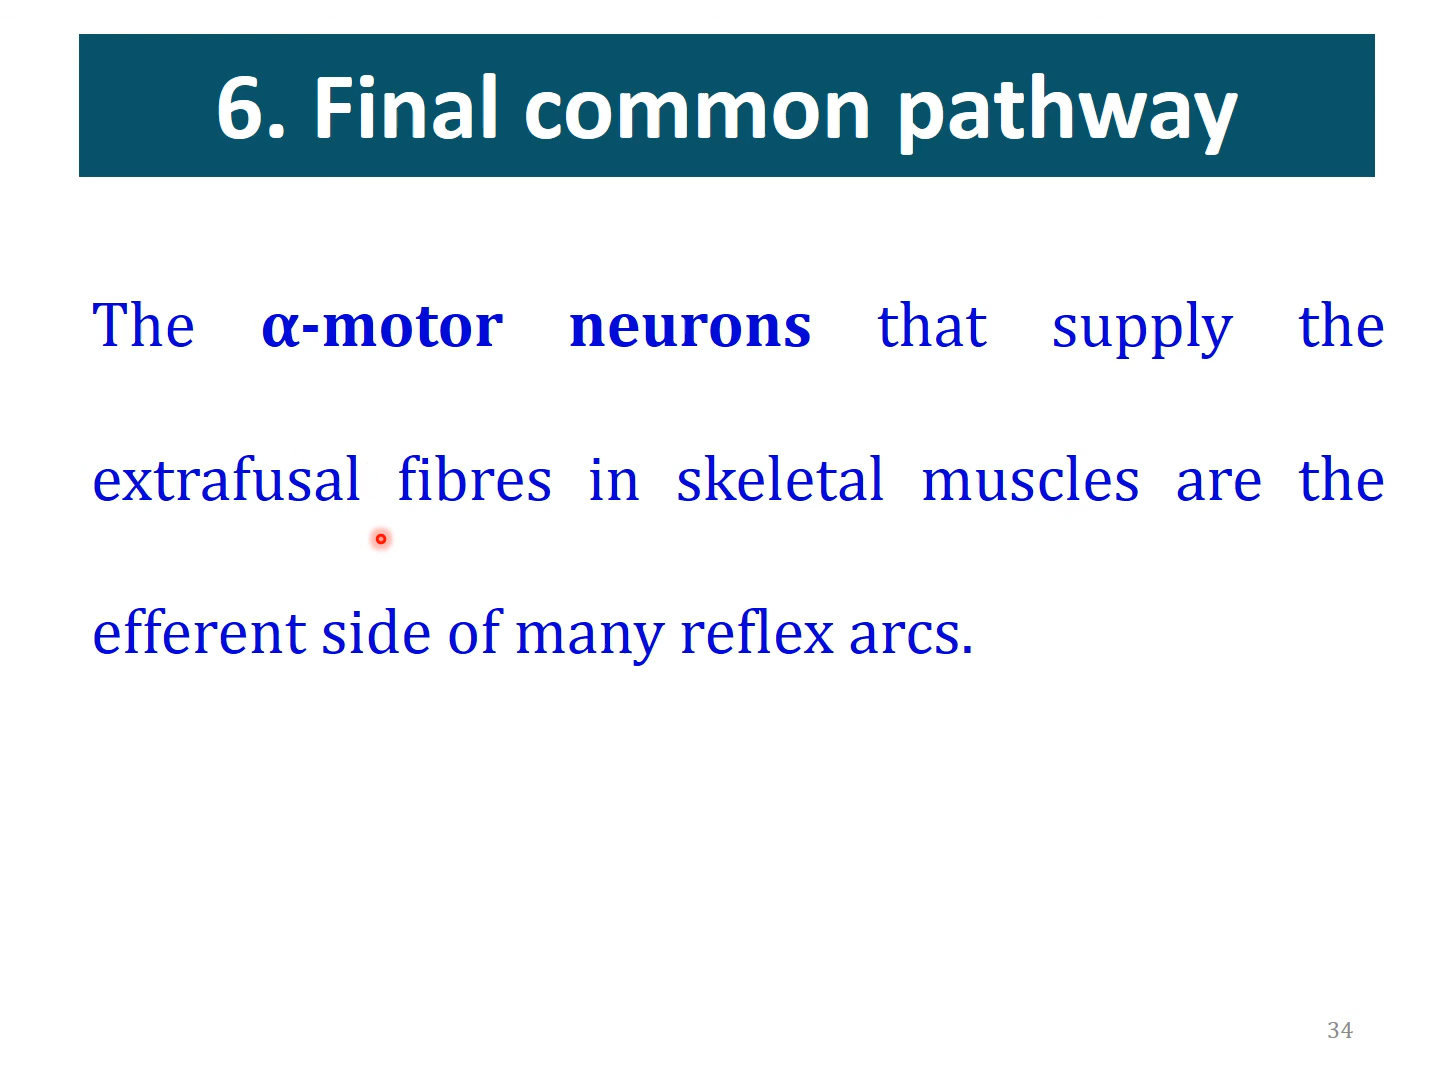 6. Final common pathway
The α-motor neurons that supply the
extrafusal fibres in skeletal muscles are the
efferent side of many reflex arcs.
34